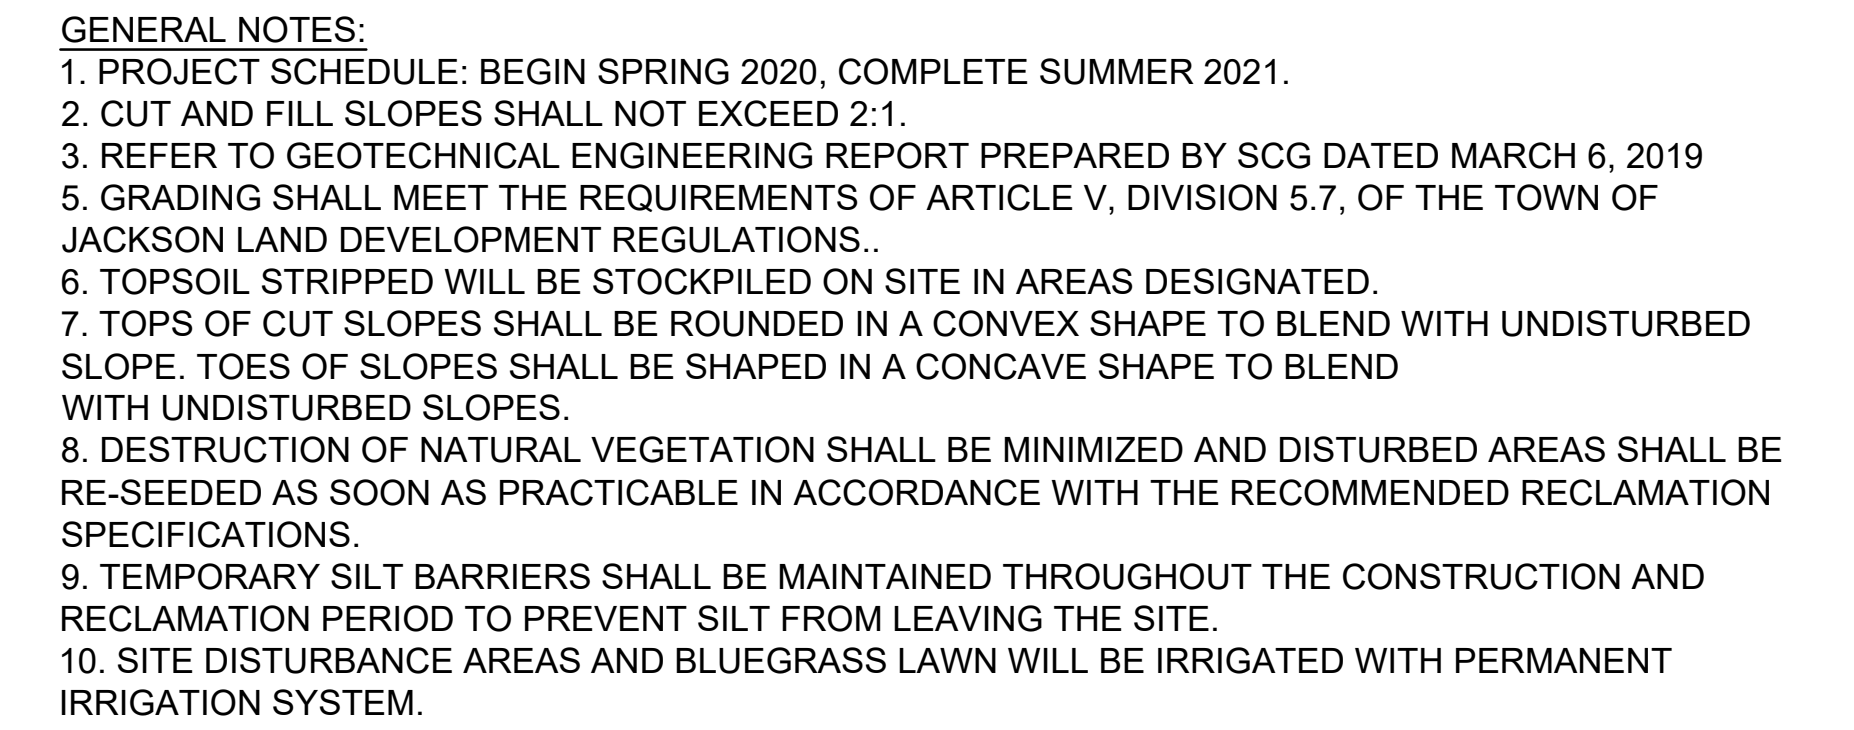 GENERAL NOTES:
1. PROJECT SCHEDULE: BEGIN SPRING 2020, COMPLETE SUMMER 2021.
2. CUT AND FILL SLOPES SHALL NOT EXCEED 2:1.
3. REFER TO GEOTECHNICAL ENGINEERING REPORT PREPARED BY SCG DATED MARCH 6, 2019
5. GRADING SHALL MEET THE REQUIREMENTS OF ARTICLE V, DIVISION 5.7, OF THE TOWN OF
JACKSON LAND DEVELOPMENT REGULATIONS..
6. TOPSOIL STRIPPED WILL BE STOCKPILED ON SITE IN AREAS DESIGNATED.
7. TOPS OF CUT SLOPES SHALL BE ROUNDED IN A CONVEX SHAPE TO BLEND WITH UNDISTURBED
SLOPE. TOES OF SLOPES SHALL BE SHAPED IN A CONCAVE SHAPE TO BLEND
WITH UNDISTURBED SLOPES.
8. DESTRUCTION OF NATURAL VEGETATION SHALL BE MINIMIZED AND DISTURBED AREAS SHALL BE
RE-SEEDED AS SOON AS PRACTICABLE IN ACCORDANCE WITH THE RECOMMENDED RECLAMATION
SPECIFICATIONS.
9. TEMPORARY SILT BARRIERS SHALL BE MAINTAINED THROUGHOUT THE CONSTRUCTION AND
RECLAMATION PERIOD TO PREVENT SILT FROM LEAVING THE SITE.
10. SITE DISTURBANCE AREAS AND BLUEGRASS LAWN WILL BE IRRIGATED WITH PERMANENT
IRRIGATION SYSTEM.